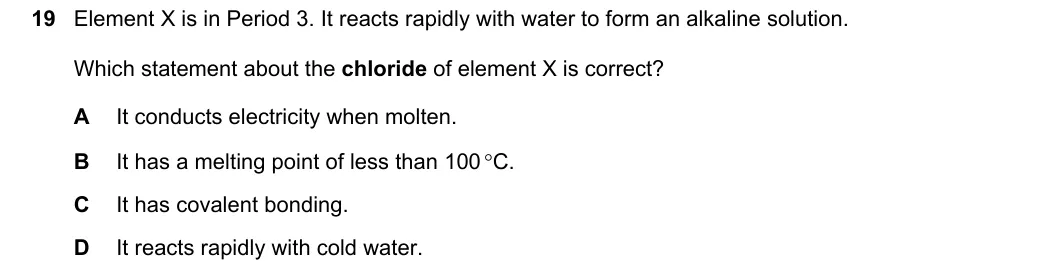 19 Element X is in Period 3. It reacts rapidly with water to form an alkaline solution.
Which statement about the chloride of element X is correct?
A It conducts electricity when molten.
B It has a melting point of less than 100 °C.
C It has covalent bonding.
D It reacts rapidly with cold water.